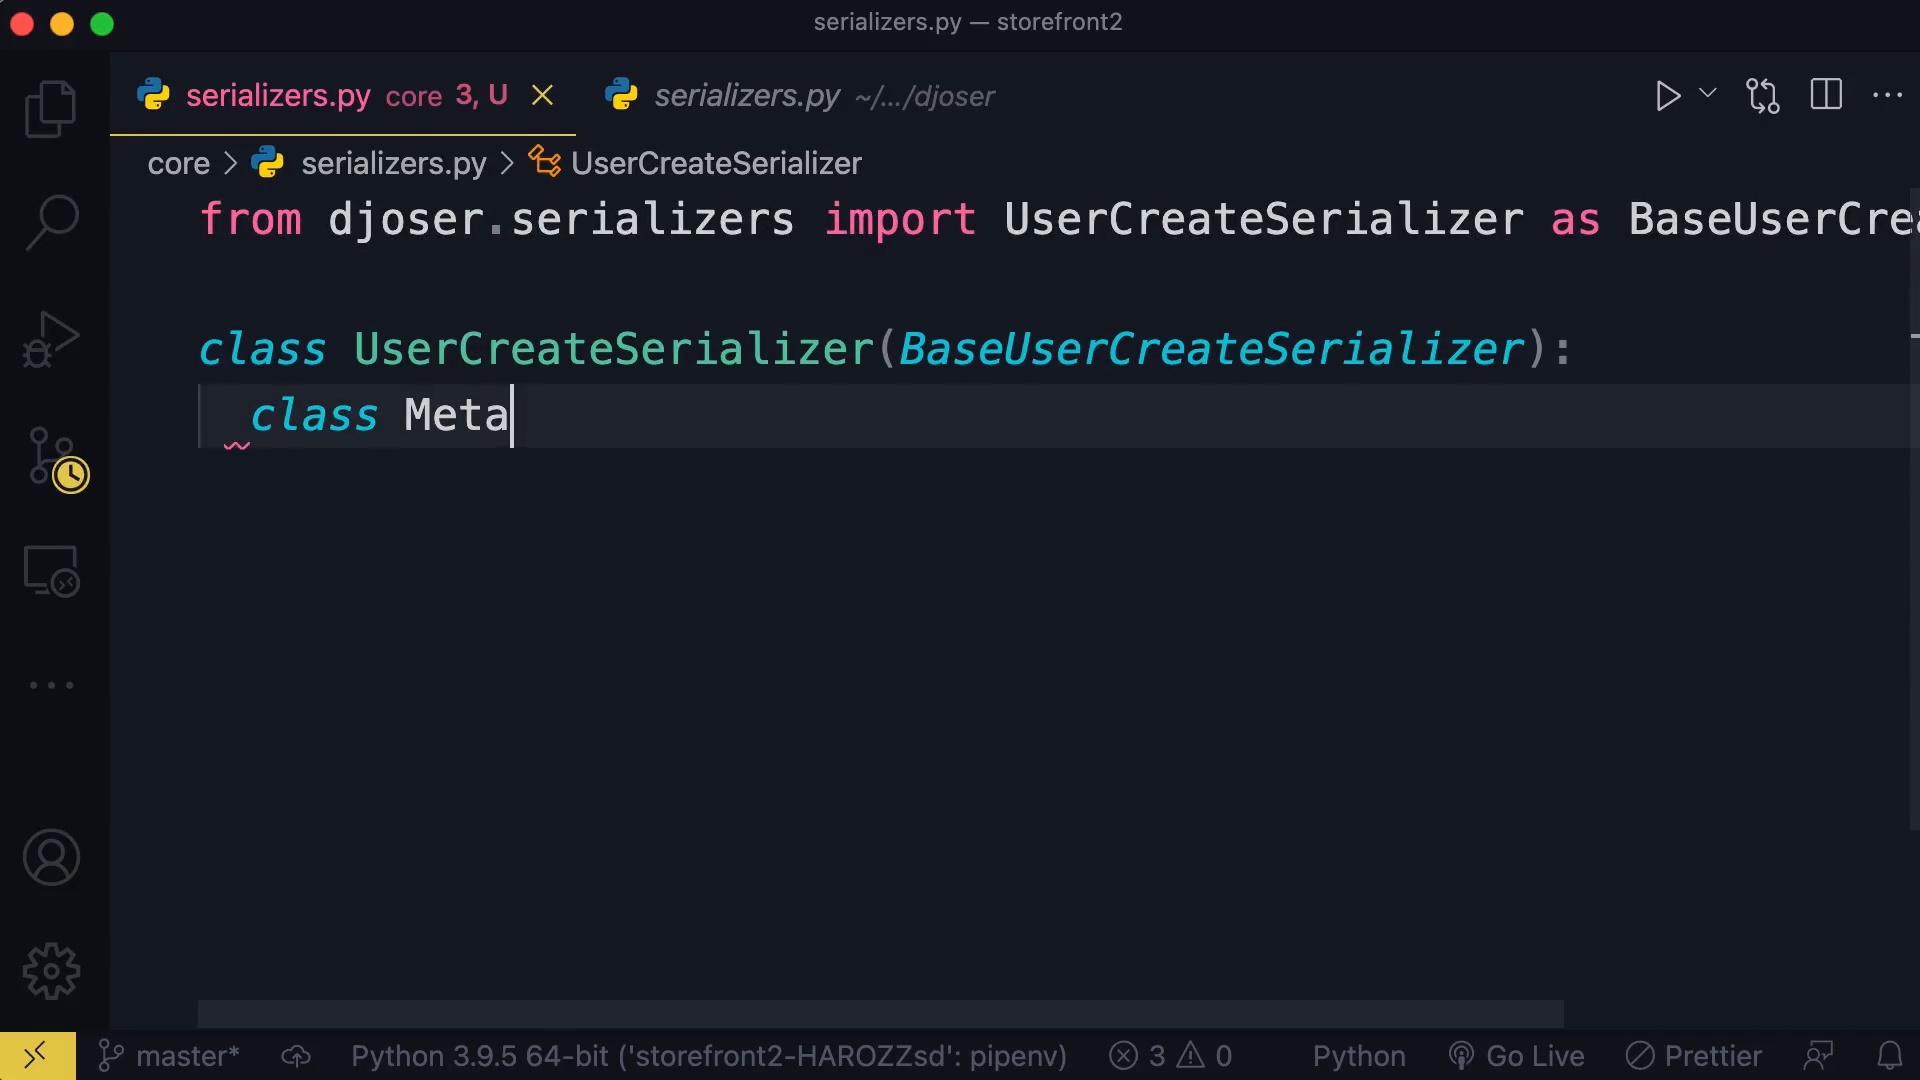 serializers.py — storefront2
serializers.py core 3, U serializers.py ~/.../djoser
core > serializers.py > UserCreateSerializer
from djoser.serializers import UserCreateSerializer as BaseUserCrea
class UserCreateSerializer(BaseUserCreateSerializer):
class Meta
master* Python 3.9.5 64-bit ('storefront2-HAROZZsd': pipenv) 3 0 Python Go Live Prettier